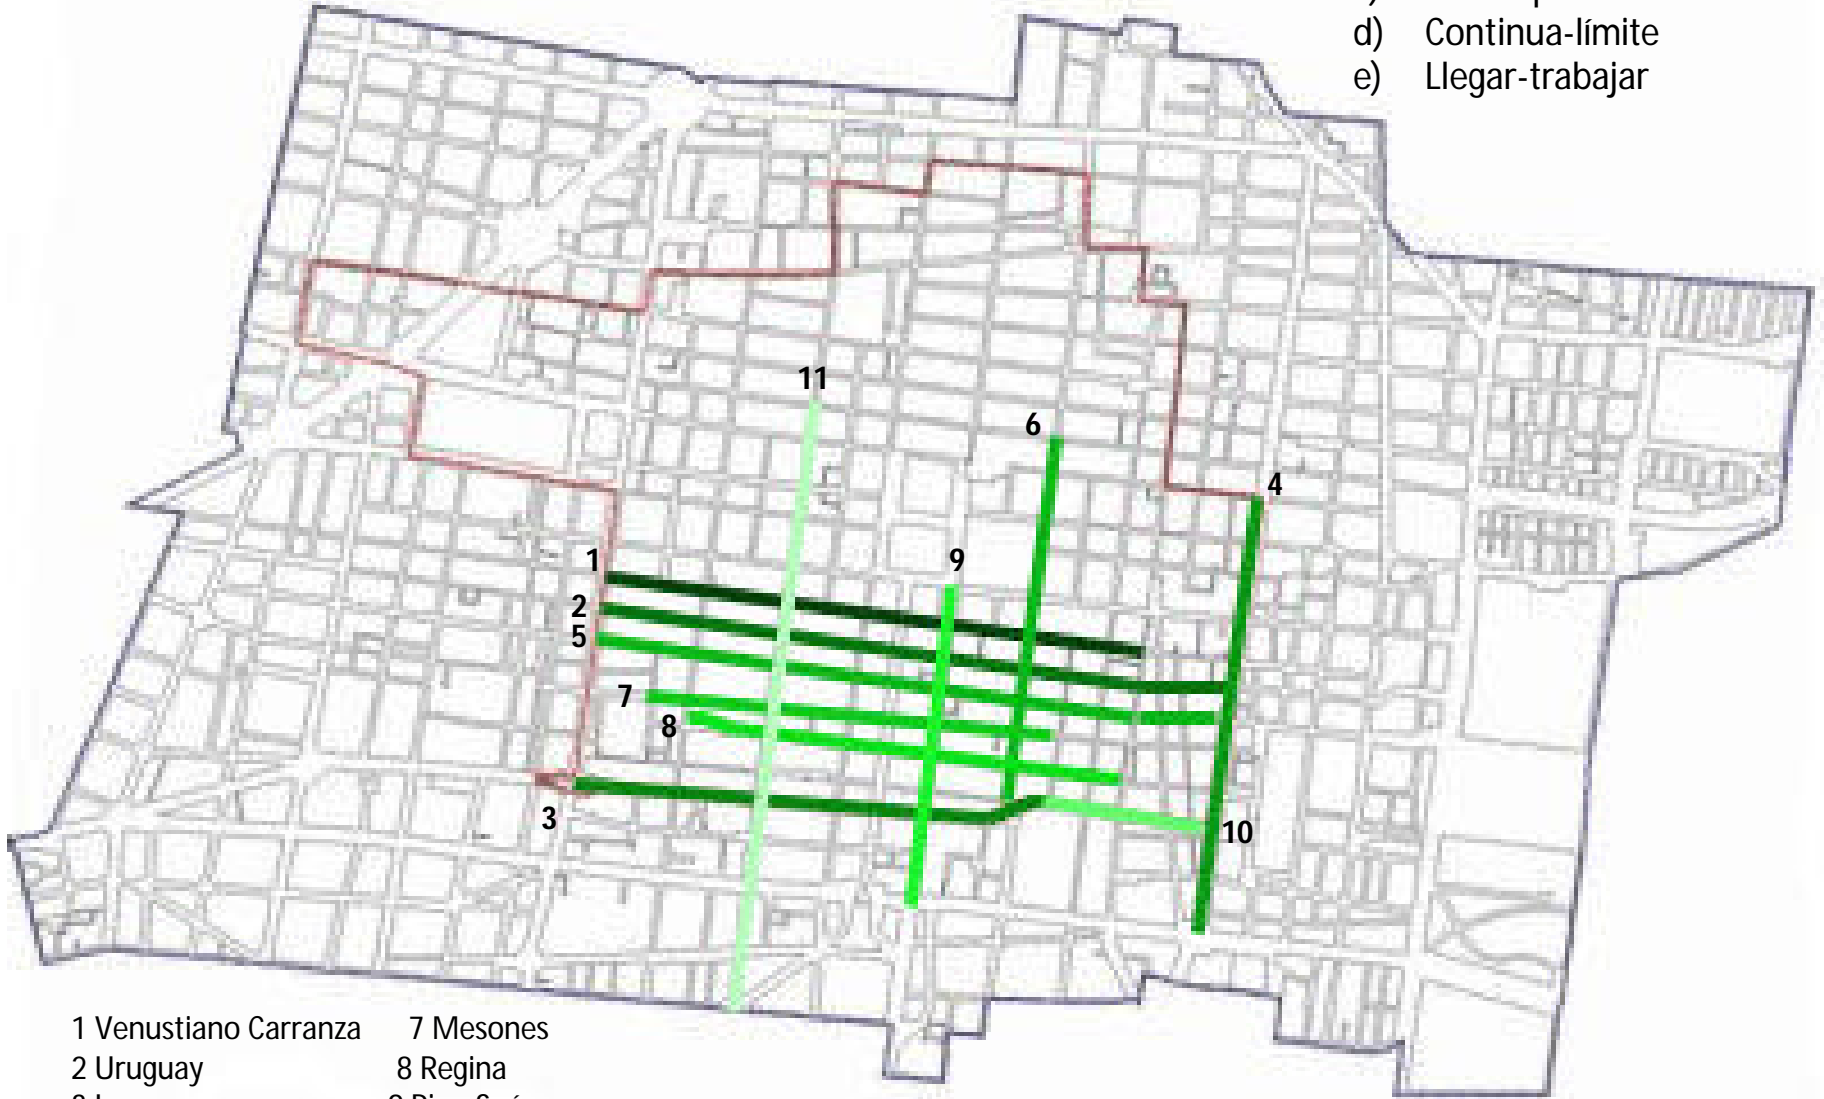 d) Continua-límite
e) Llegar-trabajar
11
6
4
1
9
2
5
7
8
3
10
1 Venustiano Carranza 7 Mesones
2 Uruguay 8 Regina